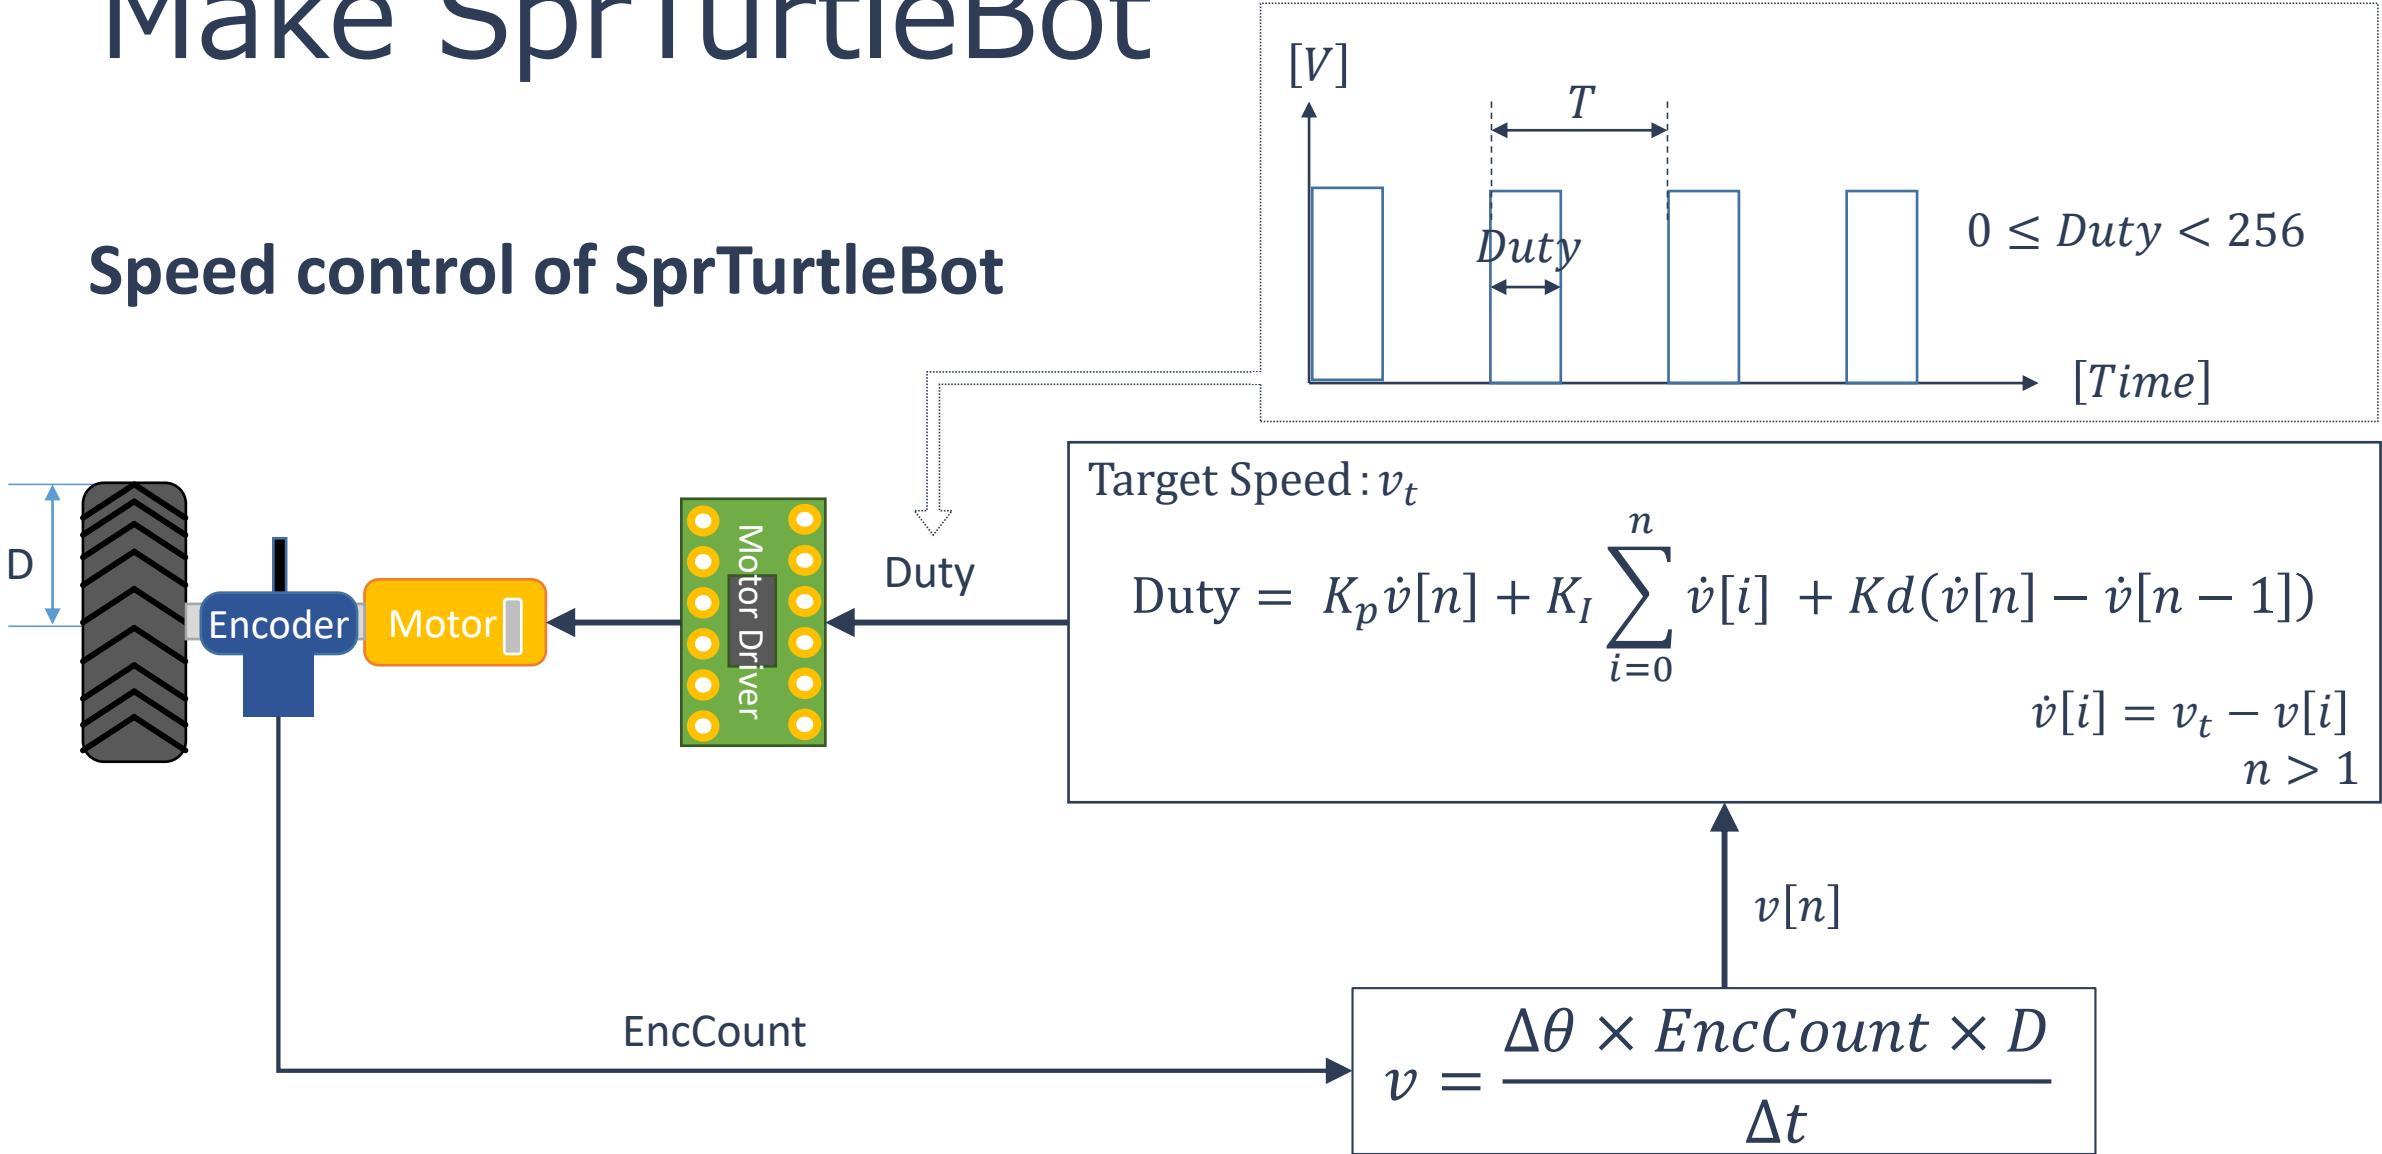 Make SprTurtleBot
[V]
T
Duty
0 ≤ Duty < 256
[Time]
Speed control of SprTurtleBot
D
Encoder
Motor
Motor Driver
Duty
Target Speed : v_t
Duty = K_p v̇[n] + K_I ∑_{i=0}^{n} v̇[i] + Kd(v̇[n] − v̇[n − 1])
v̇[i] = v_t − v[i]
n > 1
v[n]
EncCount
v = \frac{Δθ × EncCount × D}{Δt}